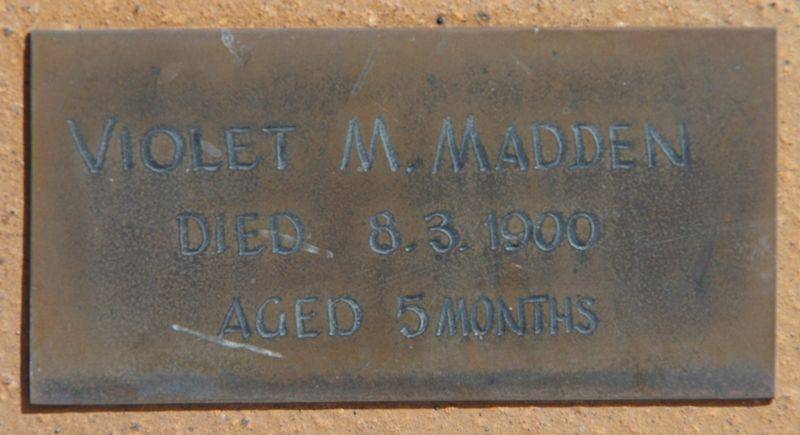 VIOLET M. MADDEN
DIED 8.3.1900
AGED 5 MONTHS